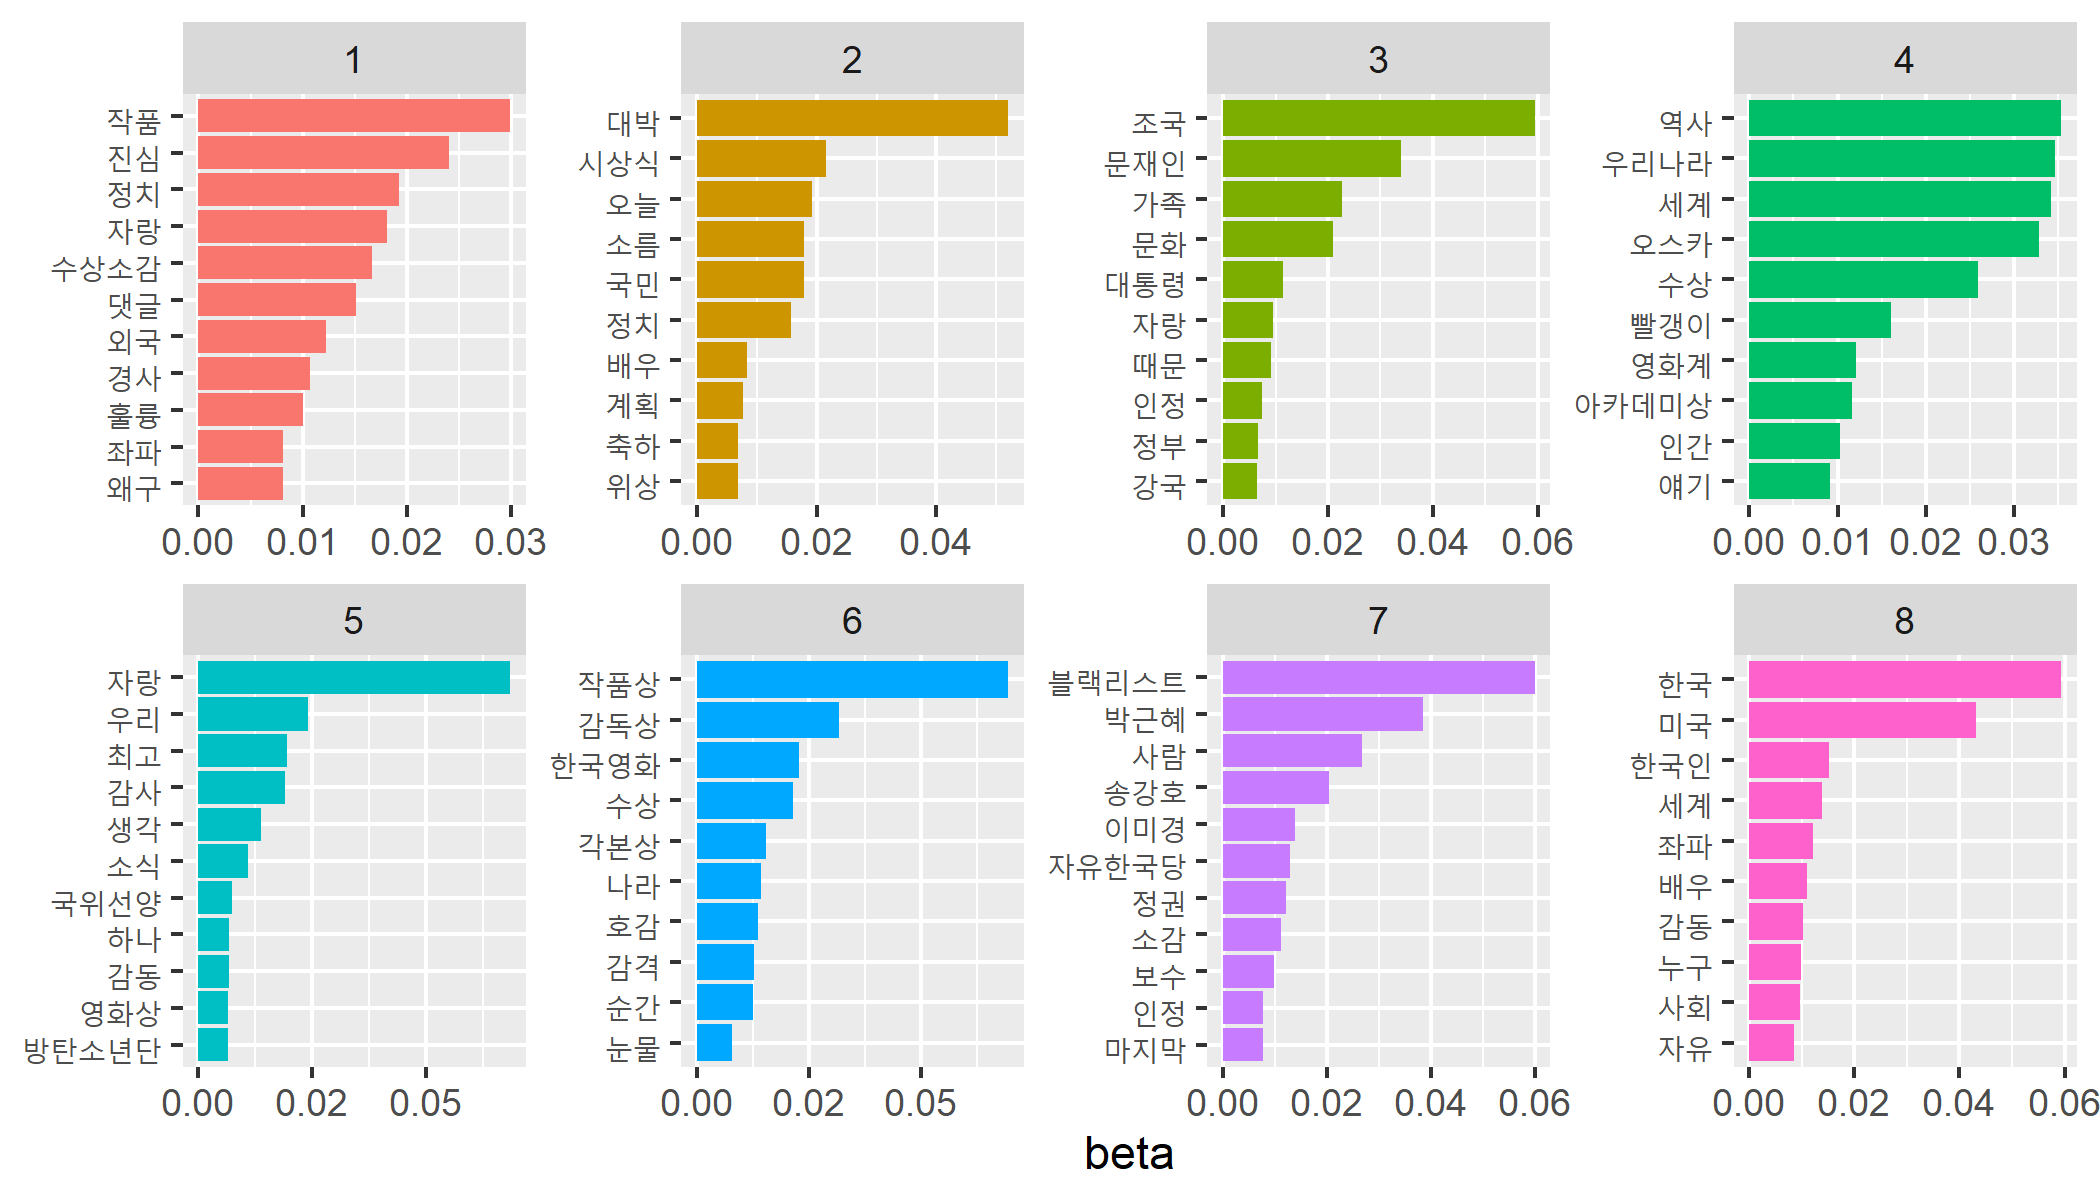 1
작품
진심
정치
자랑
수상소감
댓글
외국
경사
훌륭
좌파
왜구
0.00 0.01 0.02 0.03
2
대박
시상식
오늘
소름
국민
정치
배우
계획
축하
위상
0.00 0.02 0.04
3
조국
문재인
가족
문화
대통령
자랑
때문
인정
정부
강국
0.00 0.02 0.04 0.06
4
역사
우리나라
세계
오스카
수상
빨갱이
영화계
아카데미상
인간
얘기
0.00 0.01 0.02 0.03
5
자랑
우리
최고
감사
생각
소식
국위선양
하나
감동
영화상
방탄소년단
0.00 0.02 0.05
6
작품상
감독상
한국영화
수상
각본상
나라
호감
감격
순간
눈물
0.00 0.02 0.05
7
블랙리스트
박근혜
사람
송강호
이미경
자유한국당
정권
소감
보수
인정
마지막
0.00 0.02 0.04 0.06
8
한국
미국
한국인
세계
좌파
배우
감동
누구
사회
자유
0.00 0.02 0.04 0.06
beta